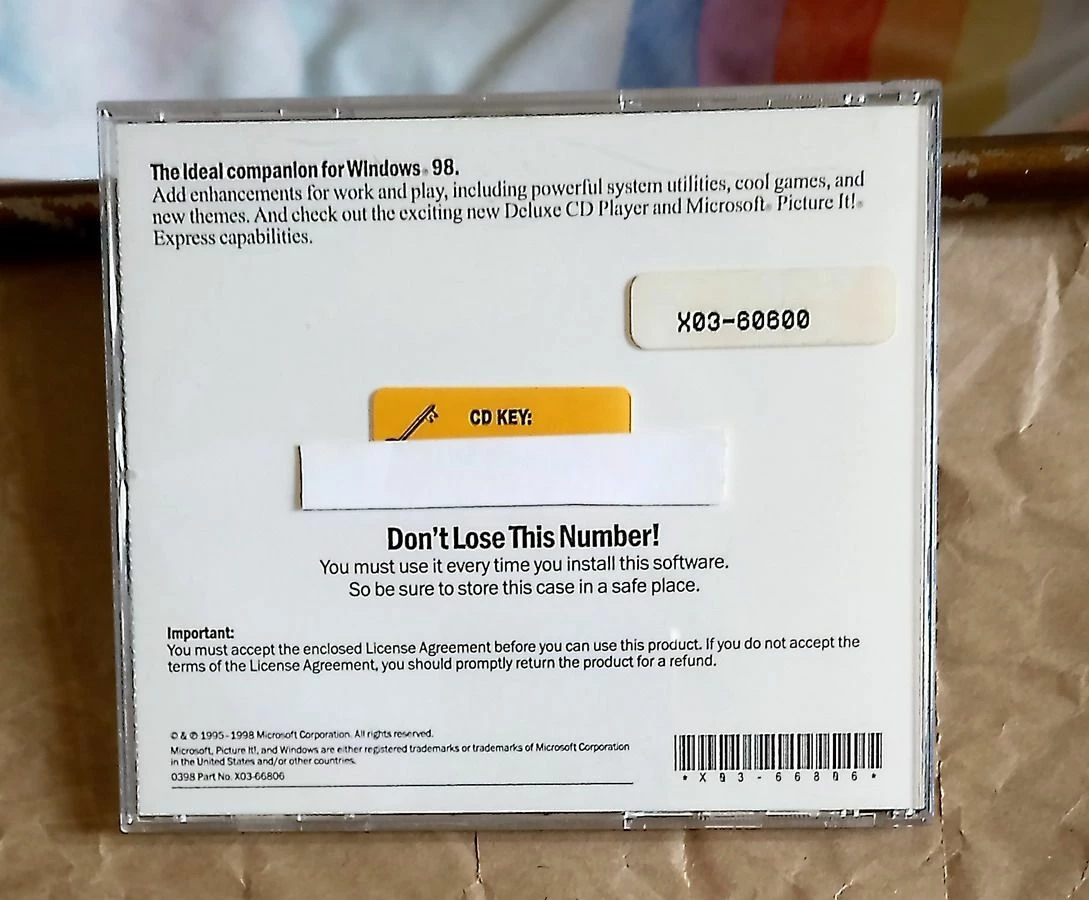 The Ideal companion for Windows® 98.
Add enhancements for work and play, including powerful system utilities, cool games, and
new themes. And check out the exciting new Deluxe CD Player and Microsoft® Picture It!®
Express capabilities.
X03-60600
CD KEY:
Don't Lose This Number!
You must use it every time you install this software.
So be sure to store this case in a safe place.
Important:
You must accept the enclosed License Agreement before you can use this product. If you do not accept the
terms of the License Agreement, you should promptly return the product for a refund.
© & ℗ 1995-1998 Microsoft Corporation. All rights reserved.
Microsoft, Picture It!, and Windows are either registered trademarks or trademarks of Microsoft Corporation
in the United States and/or other countries.
0398 Part No. X03-66806
*X03-66806*